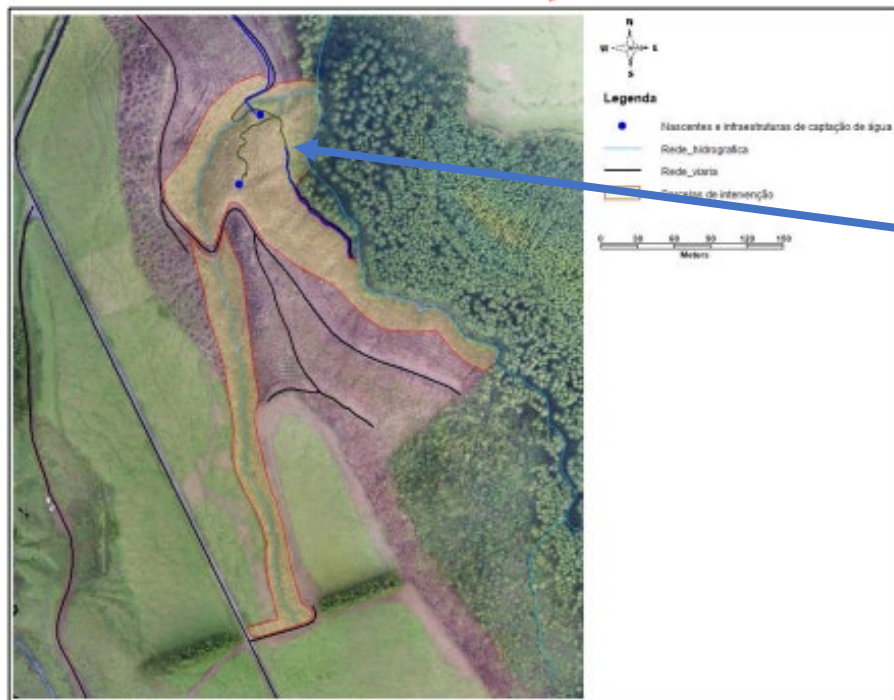 N
W E
S
Legenda
Nascentes e infraestruturas de captação de água
Rede_hidrografica
Rede_viaria
Parcelas de intervenção
0 30 60 90 120 150
Meters